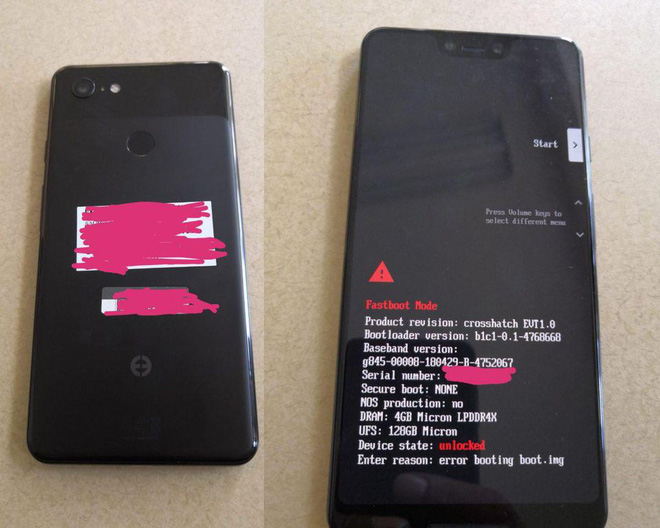 Start
Press Volume keys to
select different menu
Fastboot Mode
Product revision: crosshatch EVT1.0
Bootloader version: b1c1-0.1-4768668
Baseband version:
g845-00008-180429-B-4752067
Serial number:
Secure boot: NONE
NOS production: no
DRAM: 4GB Micron LPDDR4X
UFS: 128GB Micron
Device state: unlocked
Enter reason: error booting boot.img